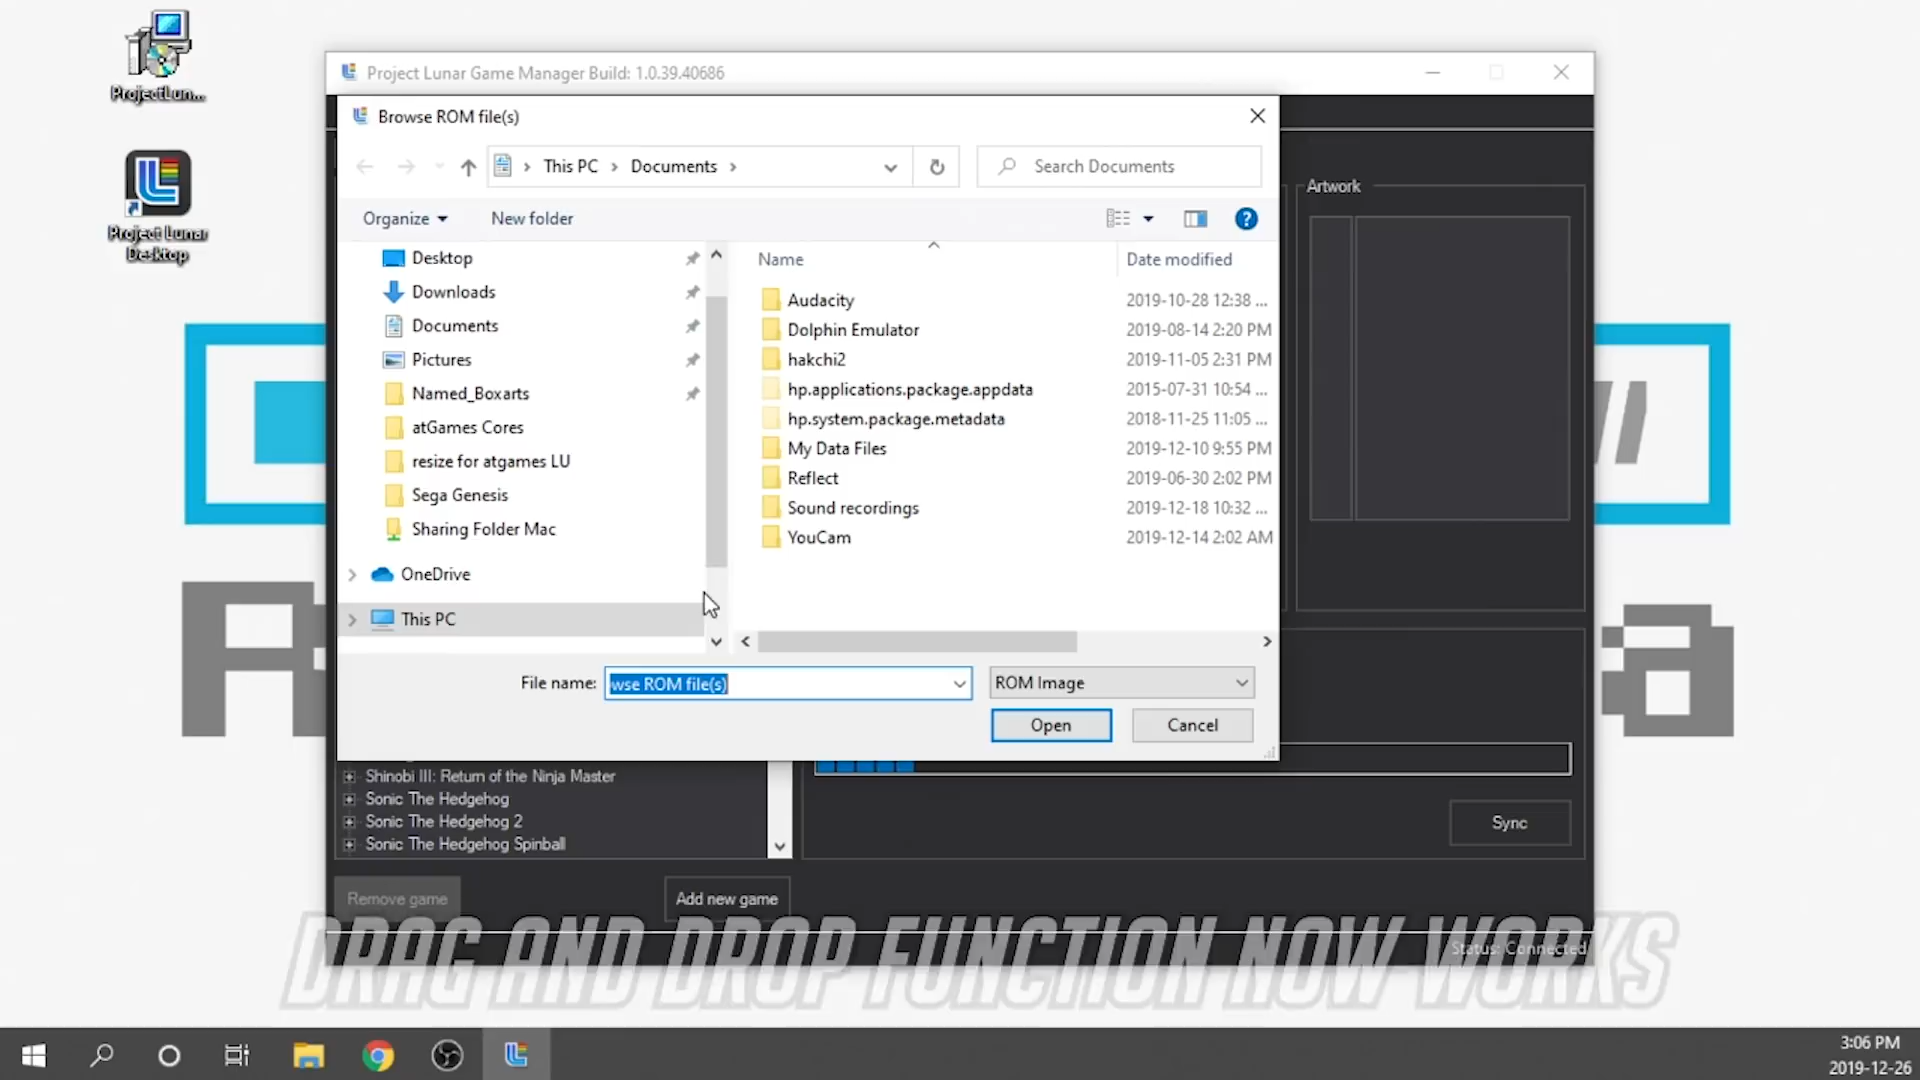 ProjectLun...
Project Lunar
Desktop
Project Lunar Game Manager Build: 1.0.39.40686
Browse ROM file(s)
This PC
Documents
Search Documents
Organize
New folder
Desktop
Downloads
Documents
Pictures
Named_Boxarts
atGames Cores
resize for atgames LU
Sega Genesis
Sharing Folder Mac
OneDrive
This PC
Name
Date modified
Audacity 2019-10-28 12:38 ...
Dolphin Emulator 2019-08-14 2:20 PM
hakchi2 2019-11-05 2:31 PM
hp.applications.package.appdata 2015-07-31 10:54 ...
hp.system.package.metadata 2018-11-25 11:05 ...
My Data Files 2019-12-10 9:55 PM
Reflect 2019-06-30 2:02 PM
Sound recordings 2019-12-18 10:32 ...
YouCam 2019-12-14 2:02 AM
File name: wse ROM file(s)
ROM Image
Open
Cancel
Artwork
Shinobi III: Return of the Ninja Master
Sonic The Hedgehog
Sonic The Hedgehog 2
Sonic The Hedgehog Spinball
Sync
Remove game
Add new game
Status: Connected
DRAG AND DROP FUNCTION NOW WORKS
3:06 PM
2019-12-26